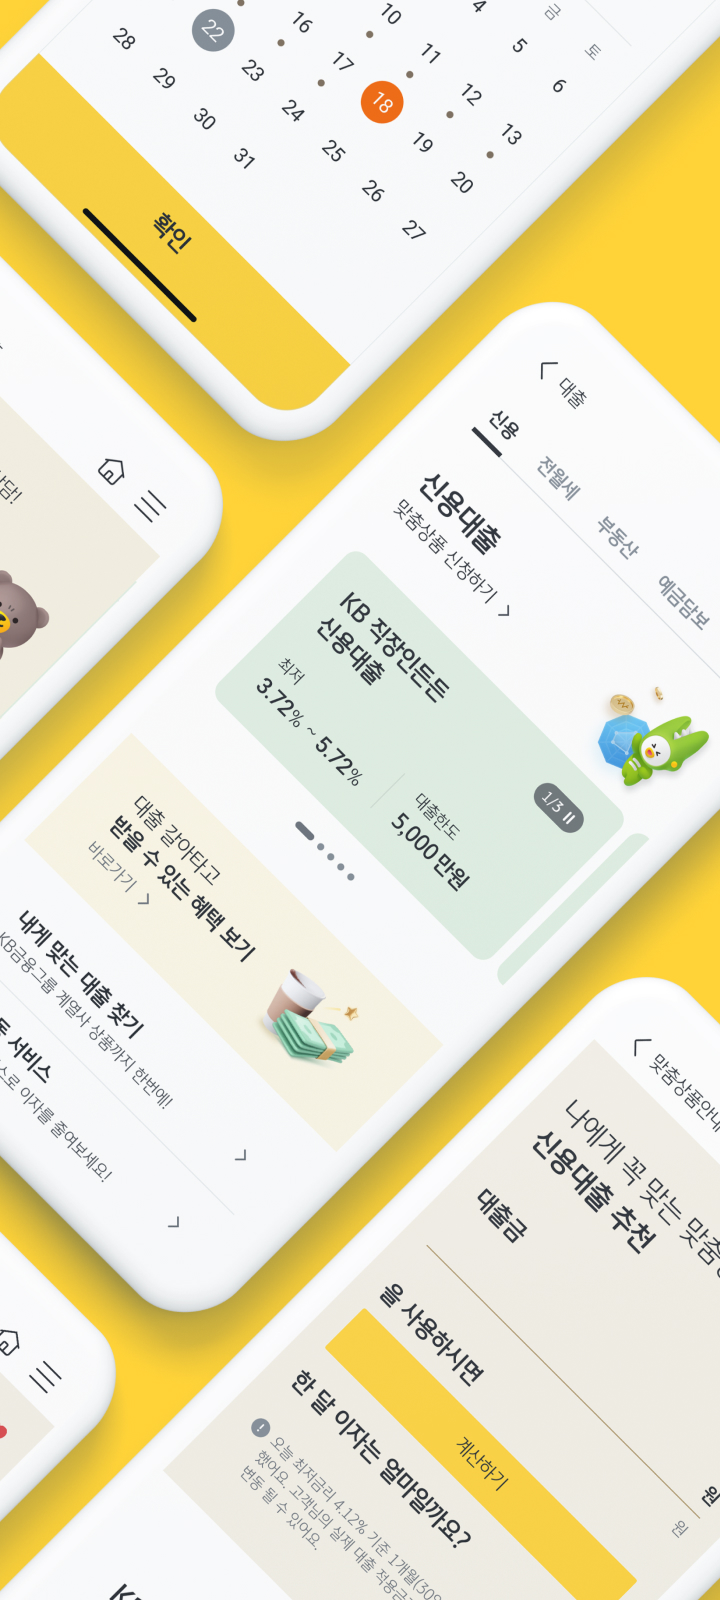 금 토
4 5 6
10 11 12 13
16 17 18 19 20
22 23 24 25 26 27
28 29 30 31
확인
상담!
대출
신용 전월세 부동산 예금담보
신용대출
맞춤상품 신청하기
KB 직장인든든
신용대출
최저
3.72% ~ 5.72%
대출한도
5,000만원
1/3
대출 갈아타고
받을 수 있는 혜택 보기
바로가기
내게 맞는 대출 찾기
KB금융그룹 계열사 상품까지 한번에!
서비스
이자를 줄여보세요!
맞춤상품안내
나에게 꼭 맞는 맞춤
신용대출 추천
대출금
원
원
을 사용하시면
계산하기
한 달 이자는 얼마일까요?
오늘 최저금리 4.12% 기준 1개월(30일
했어요. 고객님의 실제 대출 적용금
변동 될 수 있어요.